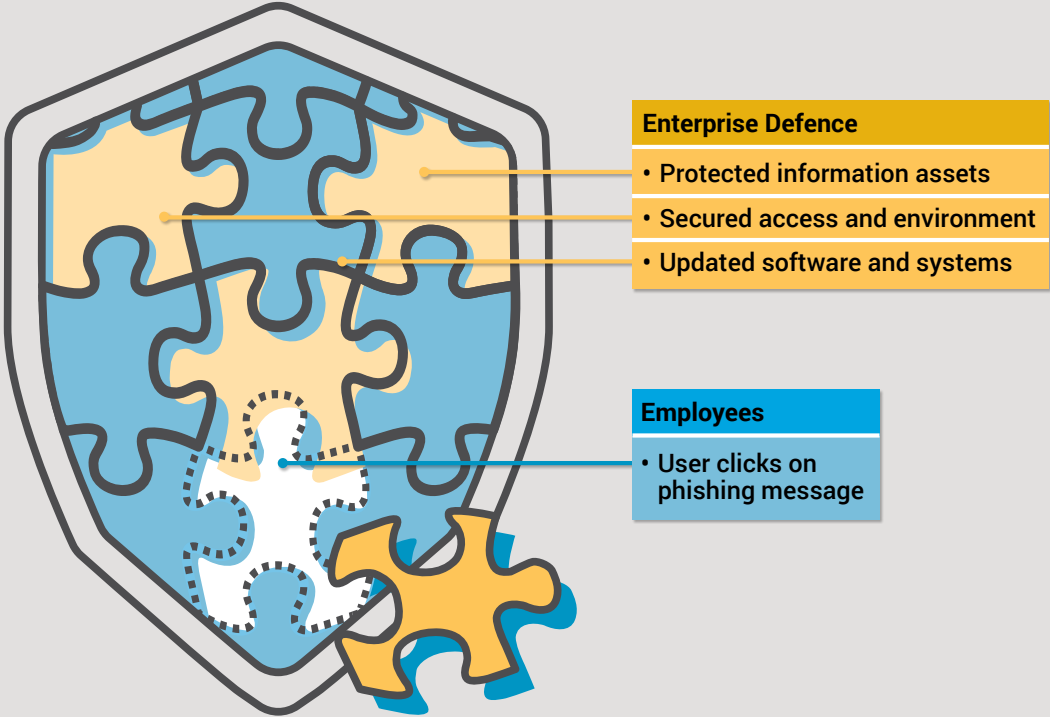 Enterprise Defence
• Protected information assets
• Secured access and environment
• Updated software and systems
Employees
• User clicks on
phishing message